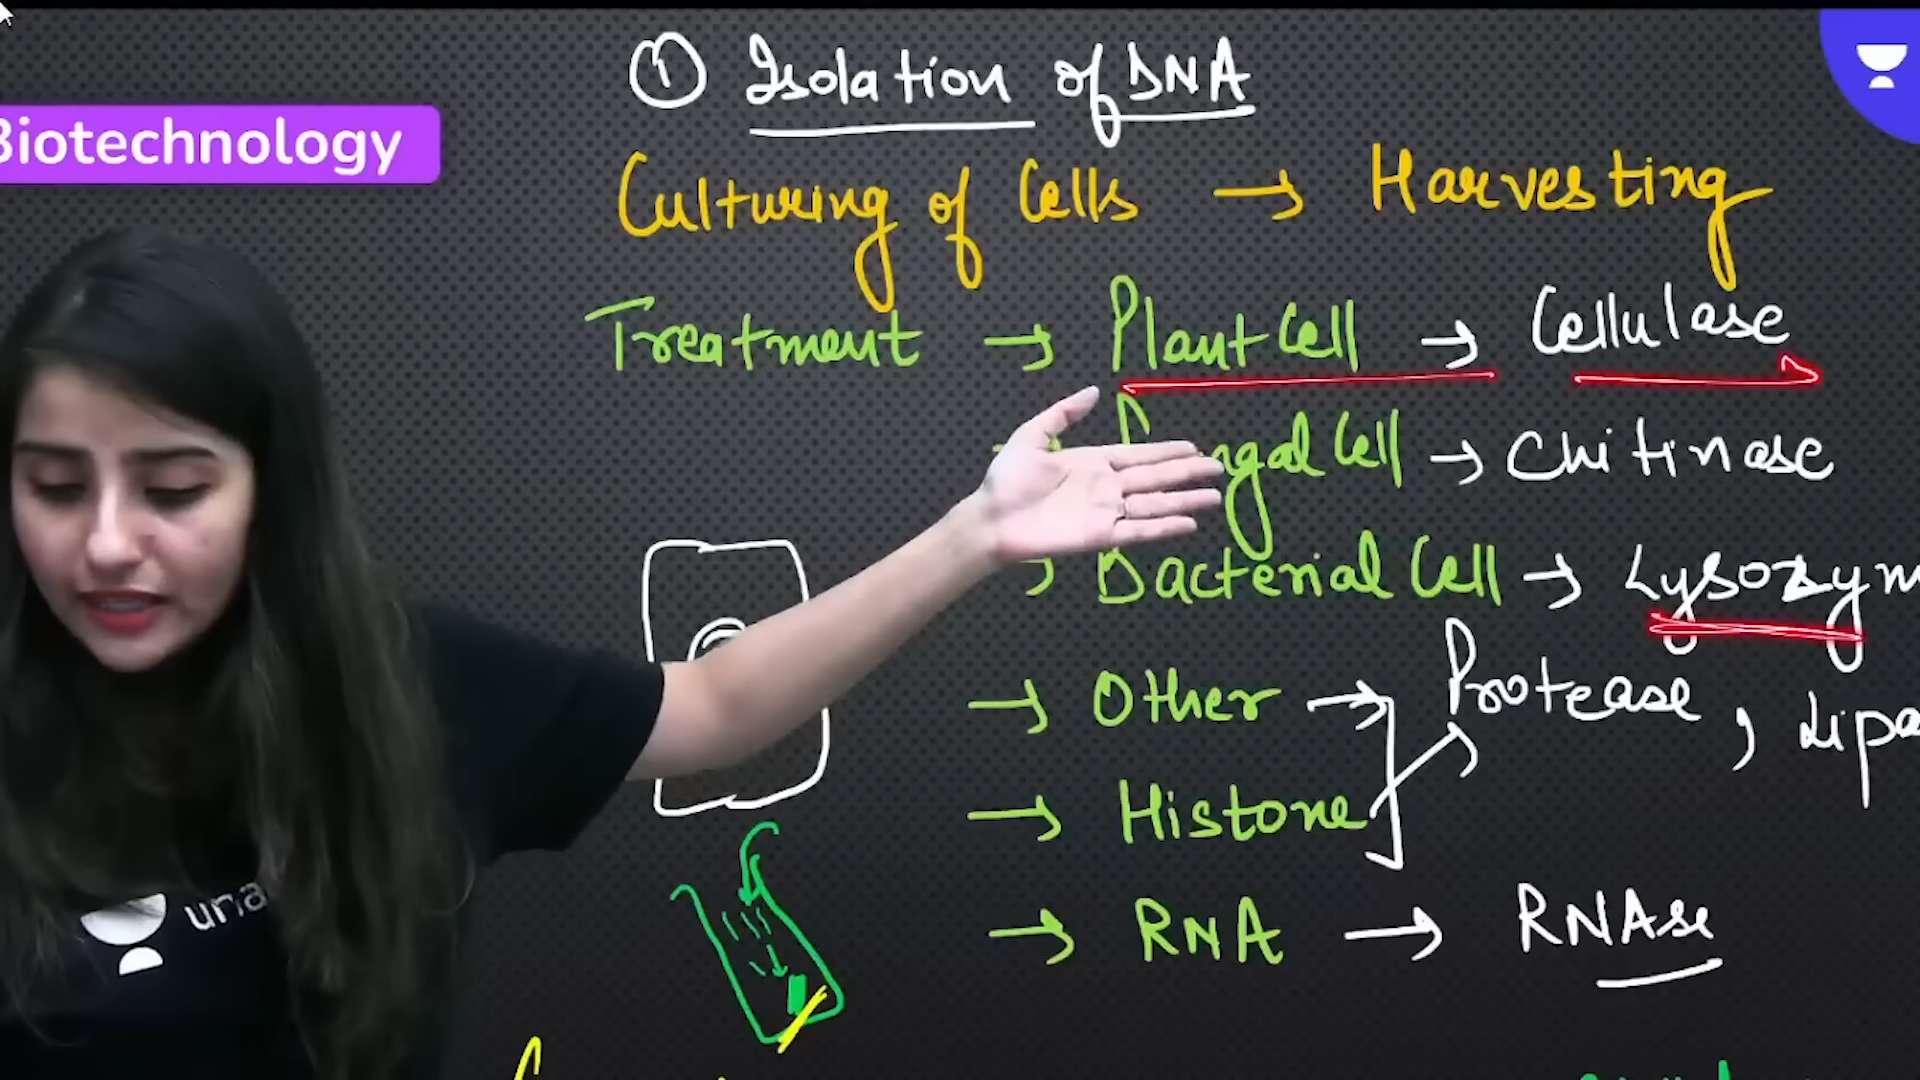 ① Isolation of DNA
Biotechnology
Culturing of Cells → Harvesting
Treatment → Plant Cell → Cellulase
Cell → Chitinase
→ Bacterial Cell → Lysozym
→ Other → Protease, Lipa
→ Histone
→ RNA → RNAse
una